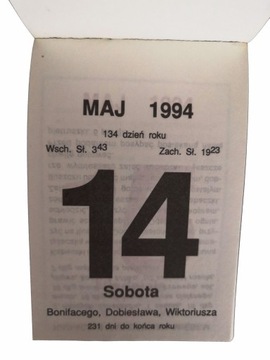 MAJ 1994
134 dzień roku
Wsch. Sł. 3⁴³ Zach. Sł. 19²³
14
Sobota
Bonifacego, Dobiesława, Wiktoriusza
231 dni do końca roku